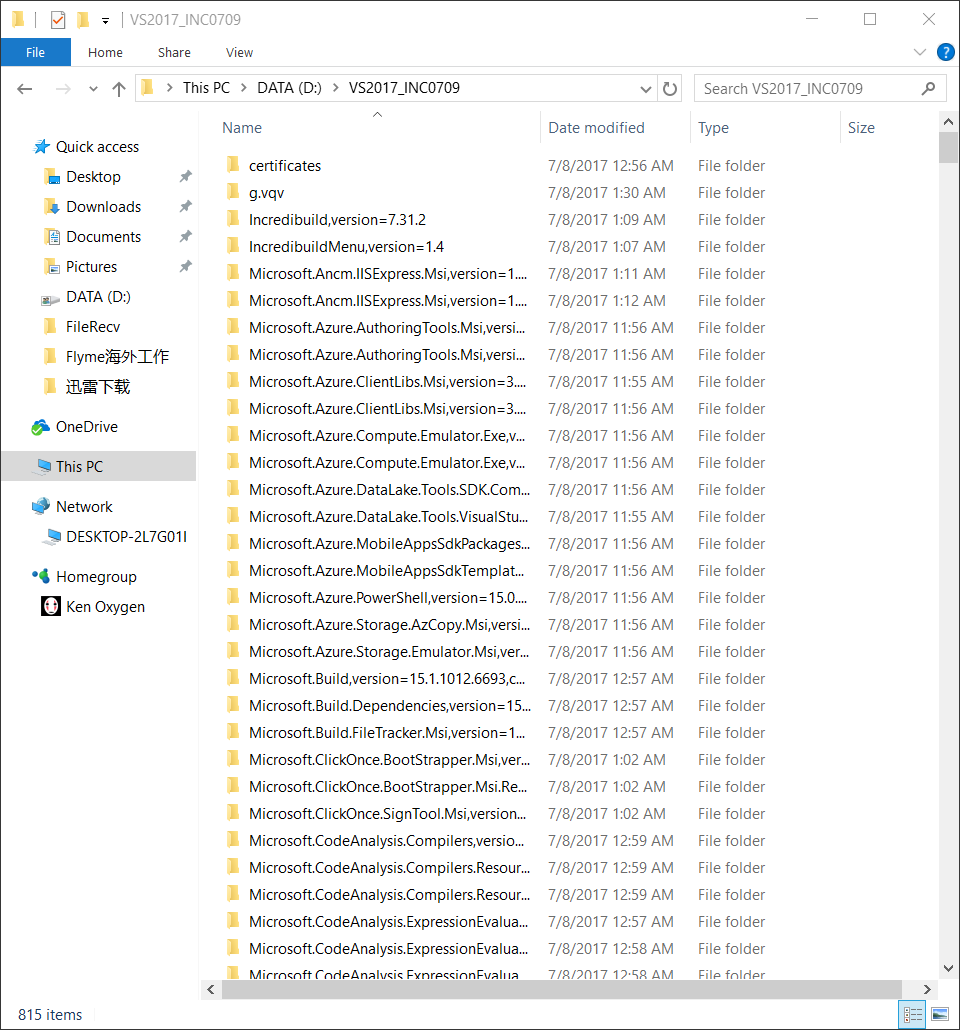 VS2017_INC0709
File Home Share View
This PC DATA (D:) VS2017_INC0709 Search VS2017_INC0709
Quick access
Desktop
Downloads
Documents
Pictures
DATA (D:)
FileRecv
Flyme海外工作
迅雷下载
OneDrive
This PC
Network
DESKTOP-2L7G01I
Homegroup
Ken Oxygen
Name Date modified Type Size
certificates 7/8/2017 12:56 AM File folder
g.vqv 7/8/2017 1:30 AM File folder
Incredibuild,version=7.31.2 7/8/2017 1:09 AM File folder
IncredibuildMenu,version=1.4 7/8/2017 1:07 AM File folder
Microsoft.Ancm.IISExpress.Msi,version=1.... 7/8/2017 1:11 AM File folder
Microsoft.Ancm.IISExpress.Msi,version=1.... 7/8/2017 1:12 AM File folder
Microsoft.Azure.AuthoringTools.Msi,versi... 7/8/2017 11:56 AM File folder
Microsoft.Azure.AuthoringTools.Msi,versi... 7/8/2017 11:56 AM File folder
Microsoft.Azure.ClientLibs.Msi,version=3.... 7/8/2017 11:55 AM File folder
Microsoft.Azure.ClientLibs.Msi,version=3.... 7/8/2017 11:56 AM File folder
Microsoft.Azure.Compute.Emulator.Exe,v... 7/8/2017 11:56 AM File folder
Microsoft.Azure.Compute.Emulator.Exe,v... 7/8/2017 11:56 AM File folder
Microsoft.Azure.DataLake.Tools.SDK.Com... 7/8/2017 11:56 AM File folder
Microsoft.Azure.DataLake.Tools.VisualStu... 7/8/2017 11:55 AM File folder
Microsoft.Azure.MobileAppsSdkPackages... 7/8/2017 11:56 AM File folder
Microsoft.Azure.MobileAppsSdkTemplat... 7/8/2017 11:56 AM File folder
Microsoft.Azure.PowerShell,version=15.0.... 7/8/2017 11:56 AM File folder
Microsoft.Azure.Storage.AzCopy.Msi,versi... 7/8/2017 11:56 AM File folder
Microsoft.Azure.Storage.Emulator.Msi,ver... 7/8/2017 11:56 AM File folder
Microsoft.Build,version=15.1.1012.6693,c... 7/8/2017 12:57 AM File folder
Microsoft.Build.Dependencies,version=15... 7/8/2017 12:57 AM File folder
Microsoft.Build.FileTracker.Msi,version=1... 7/8/2017 12:57 AM File folder
Microsoft.ClickOnce.BootStrapper.Msi,ver... 7/8/2017 1:02 AM File folder
Microsoft.ClickOnce.BootStrapper.Msi.Re... 7/8/2017 1:02 AM File folder
Microsoft.ClickOnce.SignTool.Msi,version... 7/8/2017 1:02 AM File folder
Microsoft.CodeAnalysis.Compilers,versio... 7/8/2017 12:59 AM File folder
Microsoft.CodeAnalysis.Compilers.Resour... 7/8/2017 12:59 AM File folder
Microsoft.CodeAnalysis.Compilers.Resour... 7/8/2017 12:59 AM File folder
Microsoft.CodeAnalysis.ExpressionEvalua... 7/8/2017 12:57 AM File folder
Microsoft.CodeAnalysis.ExpressionEvalua... 7/8/2017 12:58 AM File folder
Microsoft.CodeAnalysis.ExpressionEvalua... 7/8/2017 12:58 AM File folder
815 items